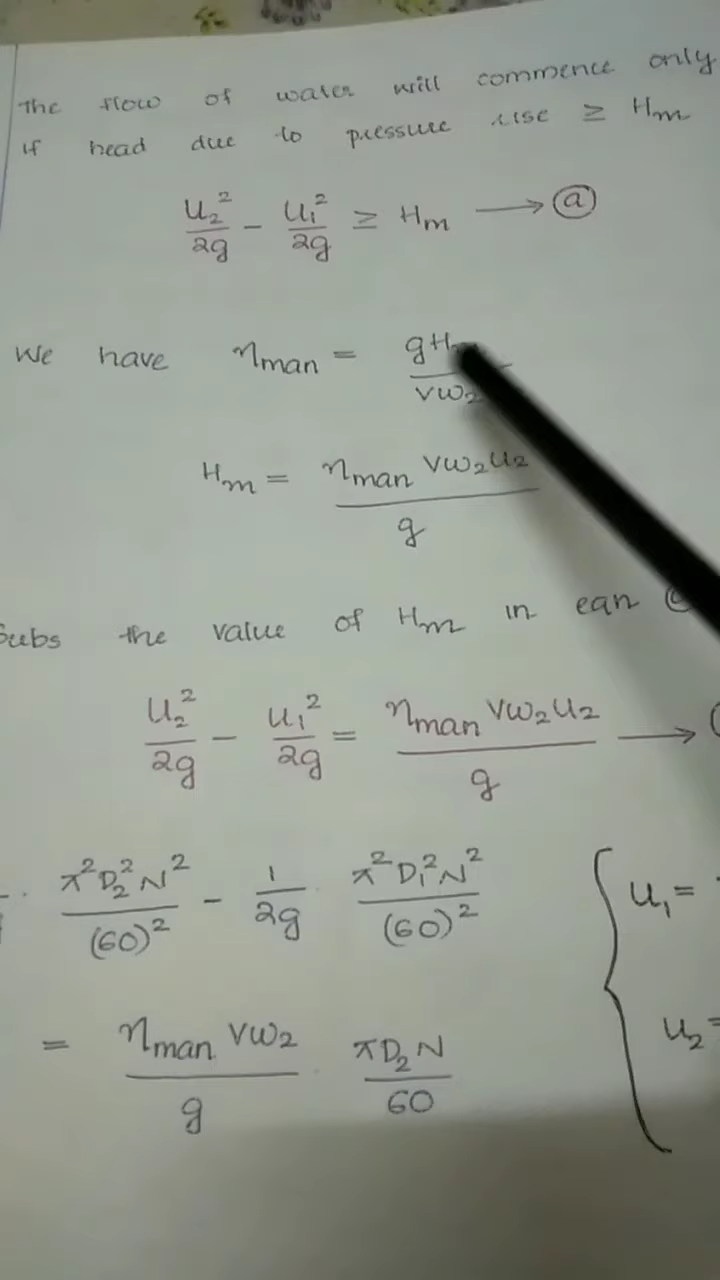 The flow of water will commence only
if head due to pressure rise ≥ Hm
U₂²/2g − U₁²/2g ≥ Hm → (a)
We have ηman = gH / Vw₂
Hm = ηman Vw₂U₂ / g
Subs the value of Hm in eqn
U₂²/2g − U₁²/2g = ηman Vw₂U₂ / g →
π²D₂²N²/(60)² − 1/2g · π²D₁²N²/(60)²
U₁ =
= ηman Vw₂ / g · πD₂N/60
U₂ =